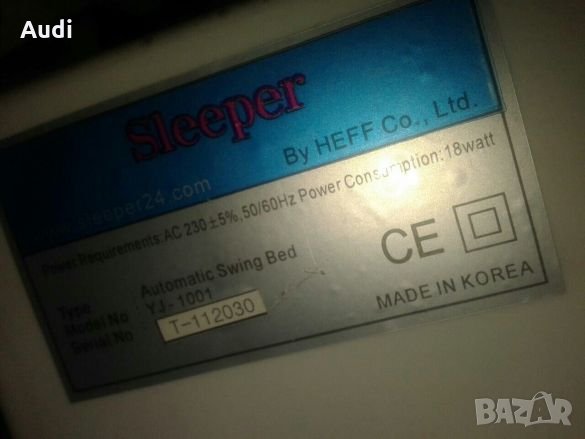 Audi
Sleeper
By HEFF Co., Ltd.
sleeper24.com
Power Requirements: AC 230±5%, 50/60Hz Power Consumption: 18watt
Type Automatic Swing Bed
Model No YJ-1001
Serial No T-112030
CE
MADE IN KOREA
BAZAR